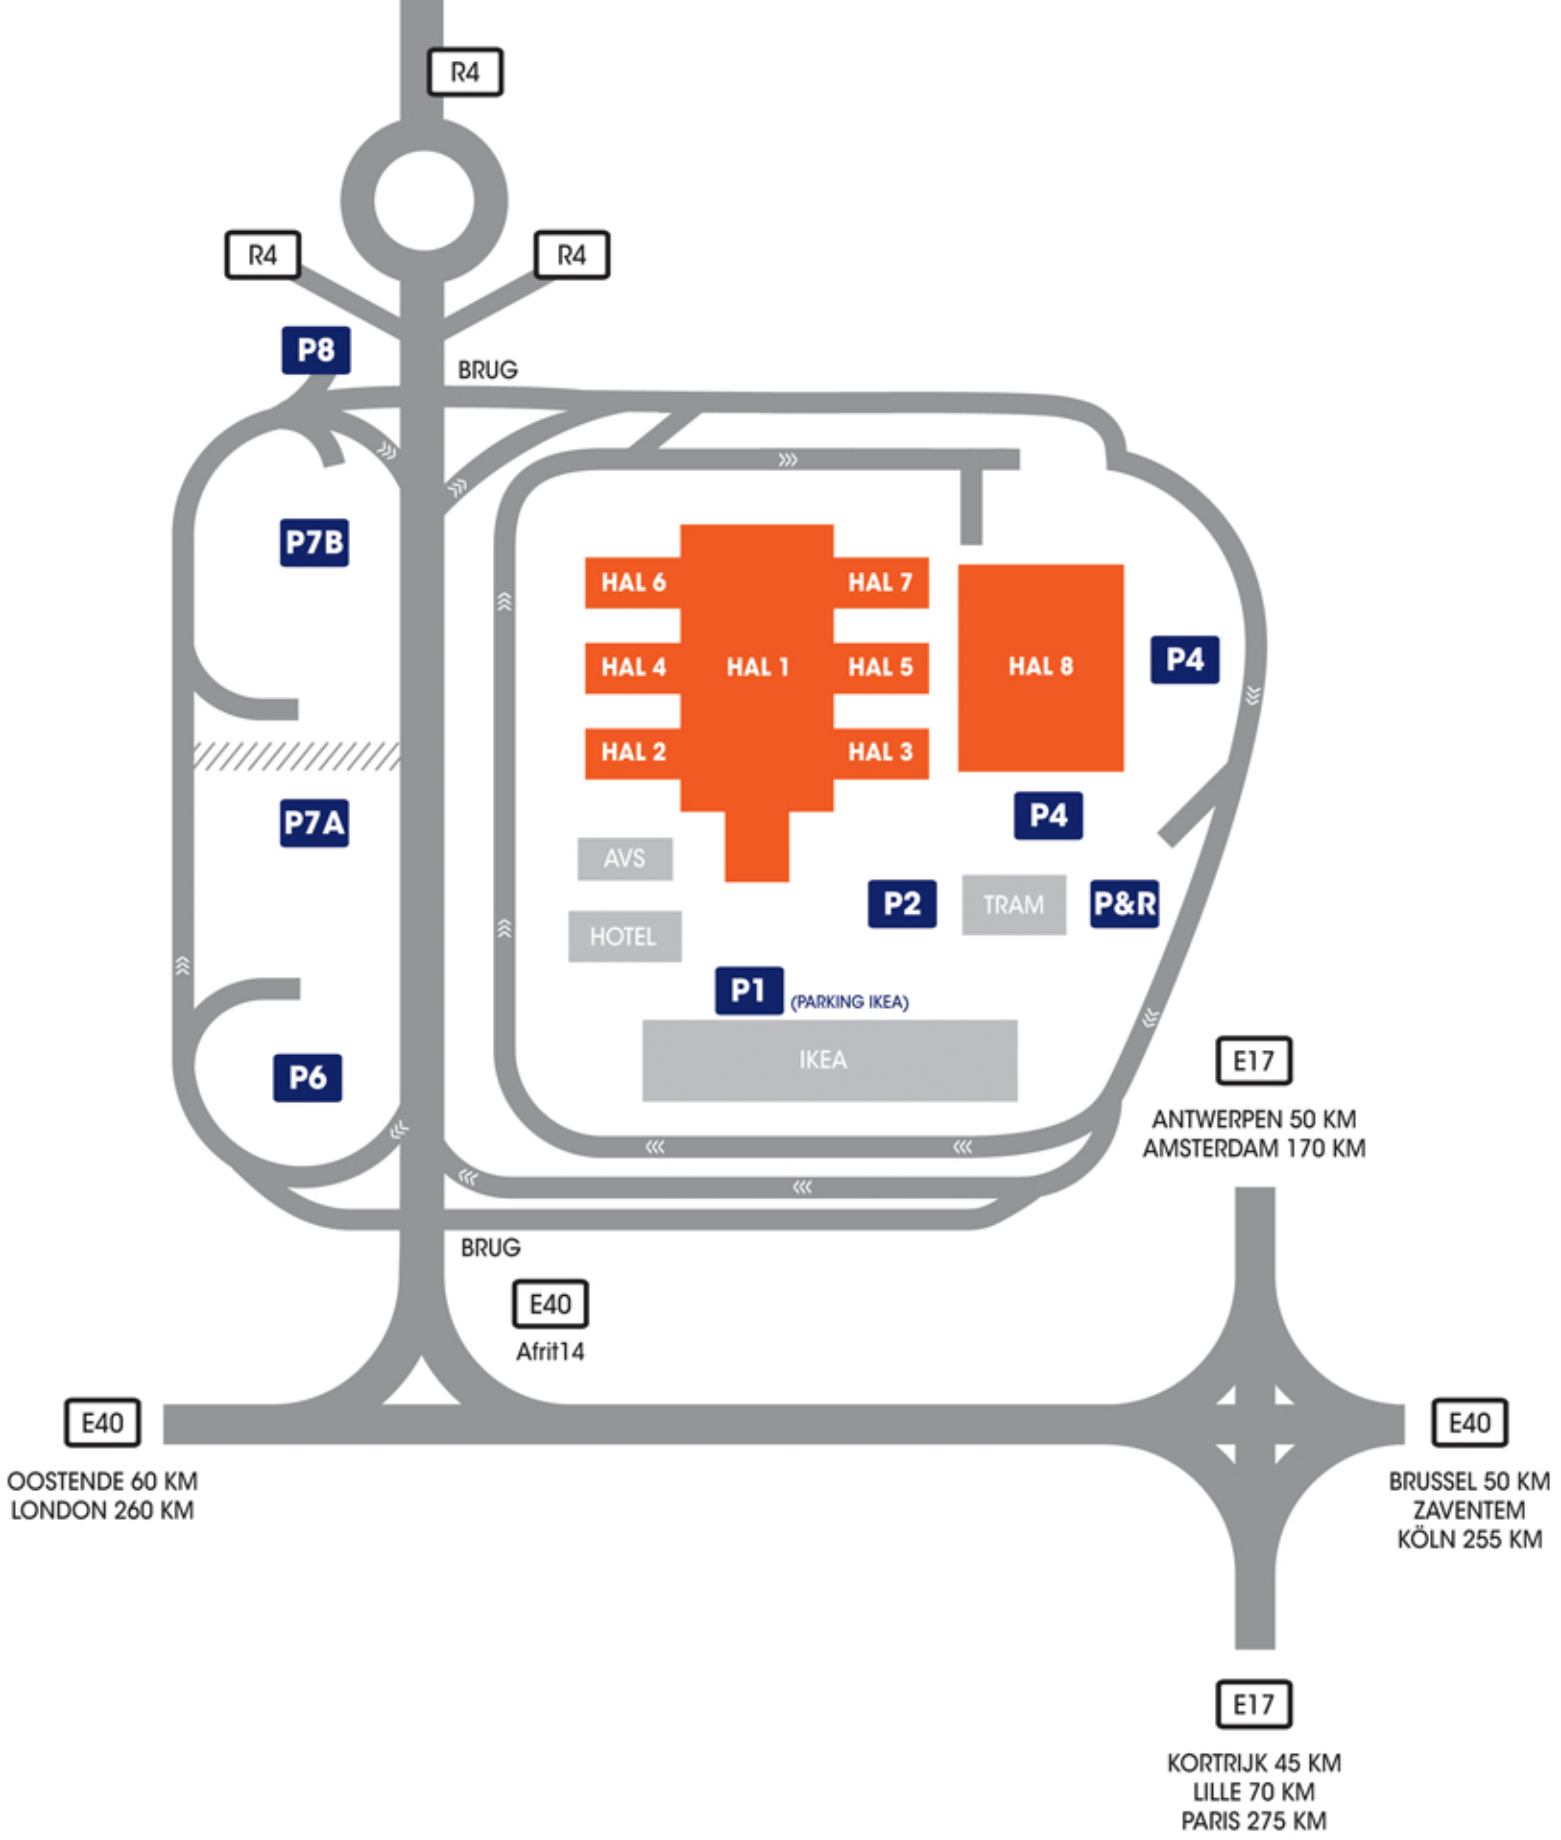 R4
R4
R4
P8
BRUG
P7B
HAL 6
HAL 7
HAL 4
HAL 1
HAL 5
HAL 8
P4
HAL 2
HAL 3
P7A
P4
AVS
P2
TRAM
P&R
HOTEL
P1
(PARKING IKEA)
IKEA
P6
E17
ANTWERPEN 50 KM
AMSTERDAM 170 KM
BRUG
E40
Afrit14
E40
OOSTENDE 60 KM
LONDON 260 KM
E40
BRUSSEL 50 KM
ZAVENTEM
KÖLN 255 KM
E17
KORTRIJK 45 KM
LILLE 70 KM
PARIS 275 KM